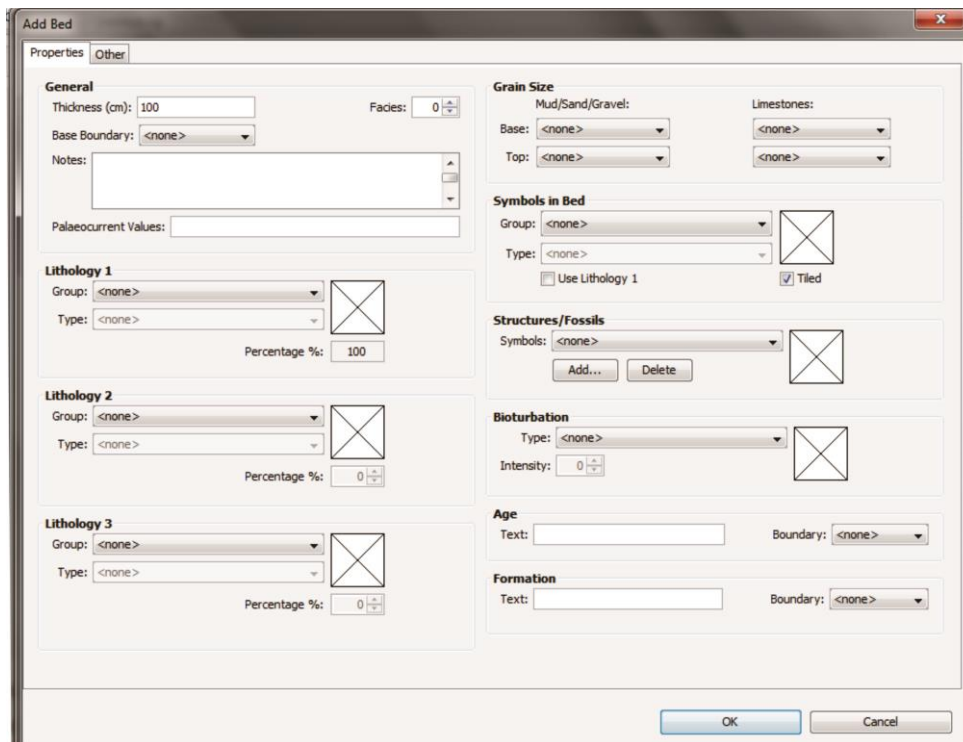 Add Bed
Properties Other
General
Thickness (cm): 100 Facies: 0
Base Boundary: <none>
Notes:
Palaeocurrent Values:
Lithology 1
Group: <none>
Type: <none>
Percentage %: 100
Lithology 2
Group: <none>
Type: <none>
Percentage %: 0
Lithology 3
Group: <none>
Type: <none>
Percentage %: 0
Grain Size
Mud/Sand/Gravel: Limestones:
Base: <none> <none>
Top: <none> <none>
Symbols in Bed
Group: <none>
Type: <none>
Use Lithology 1 Tiled
Structures/Fossils
Symbols: <none>
Add... Delete
Bioturbation
Type: <none>
Intensity: 0
Age
Text: Boundary: <none>
Formation
Text: Boundary: <none>
OK Cancel